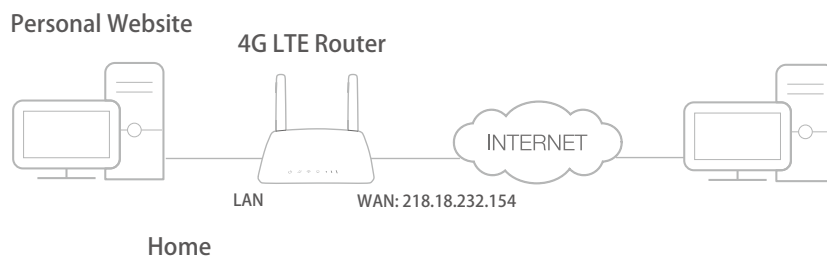 Personal Website
4G LTE Router
INTERNET
LAN
WAN: 218.18.232.154
Home